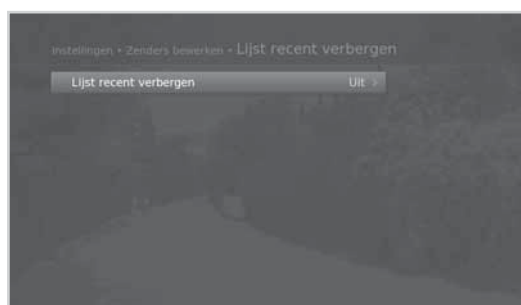 Instellingen • Zenders bewerken • Lijst recent verbergen
Lijst recent verbergen Uit >